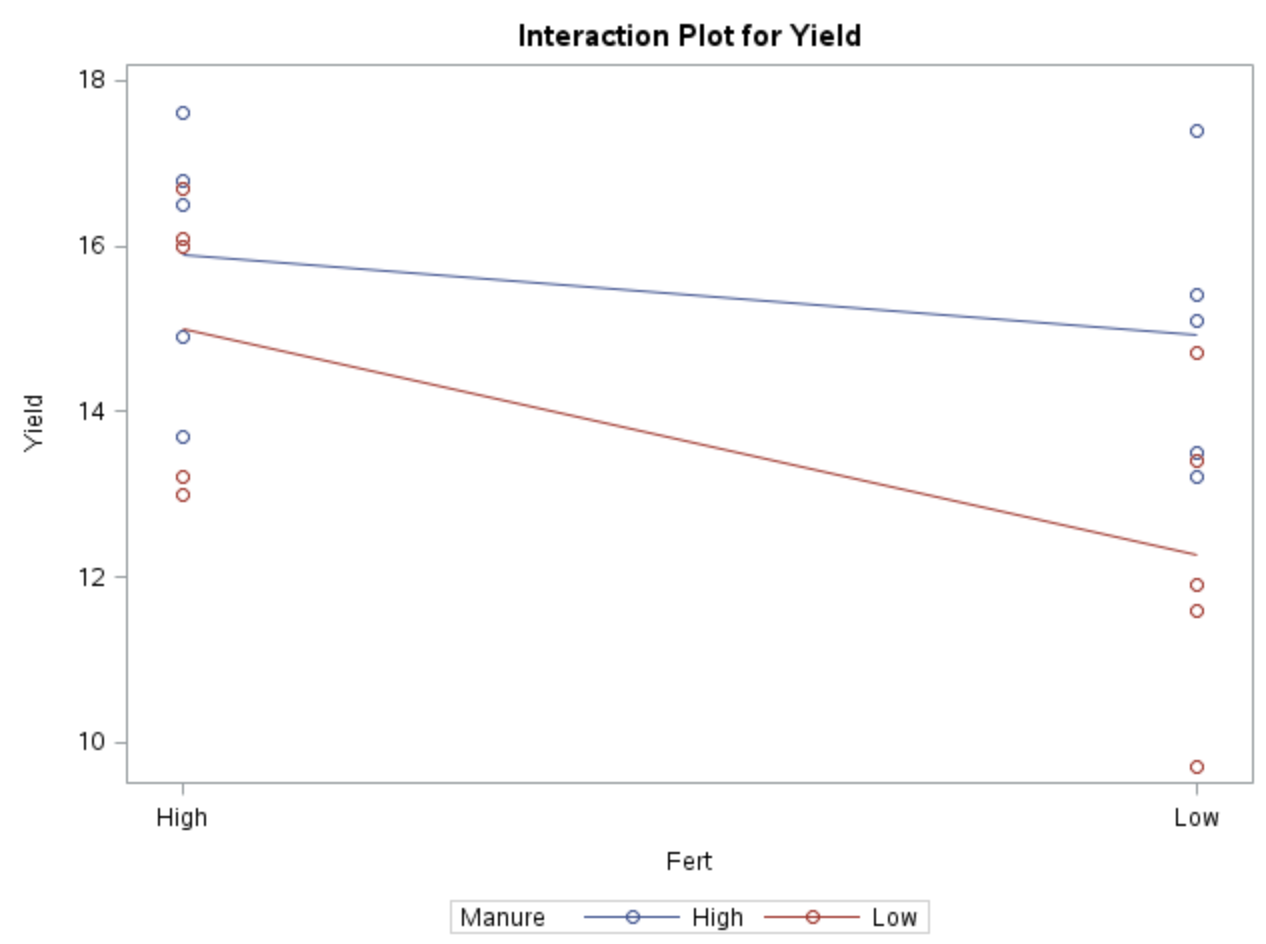 Interaction Plot for Yield
18
16
14
12
10
Yield
High Low
Fert
Manure High Low